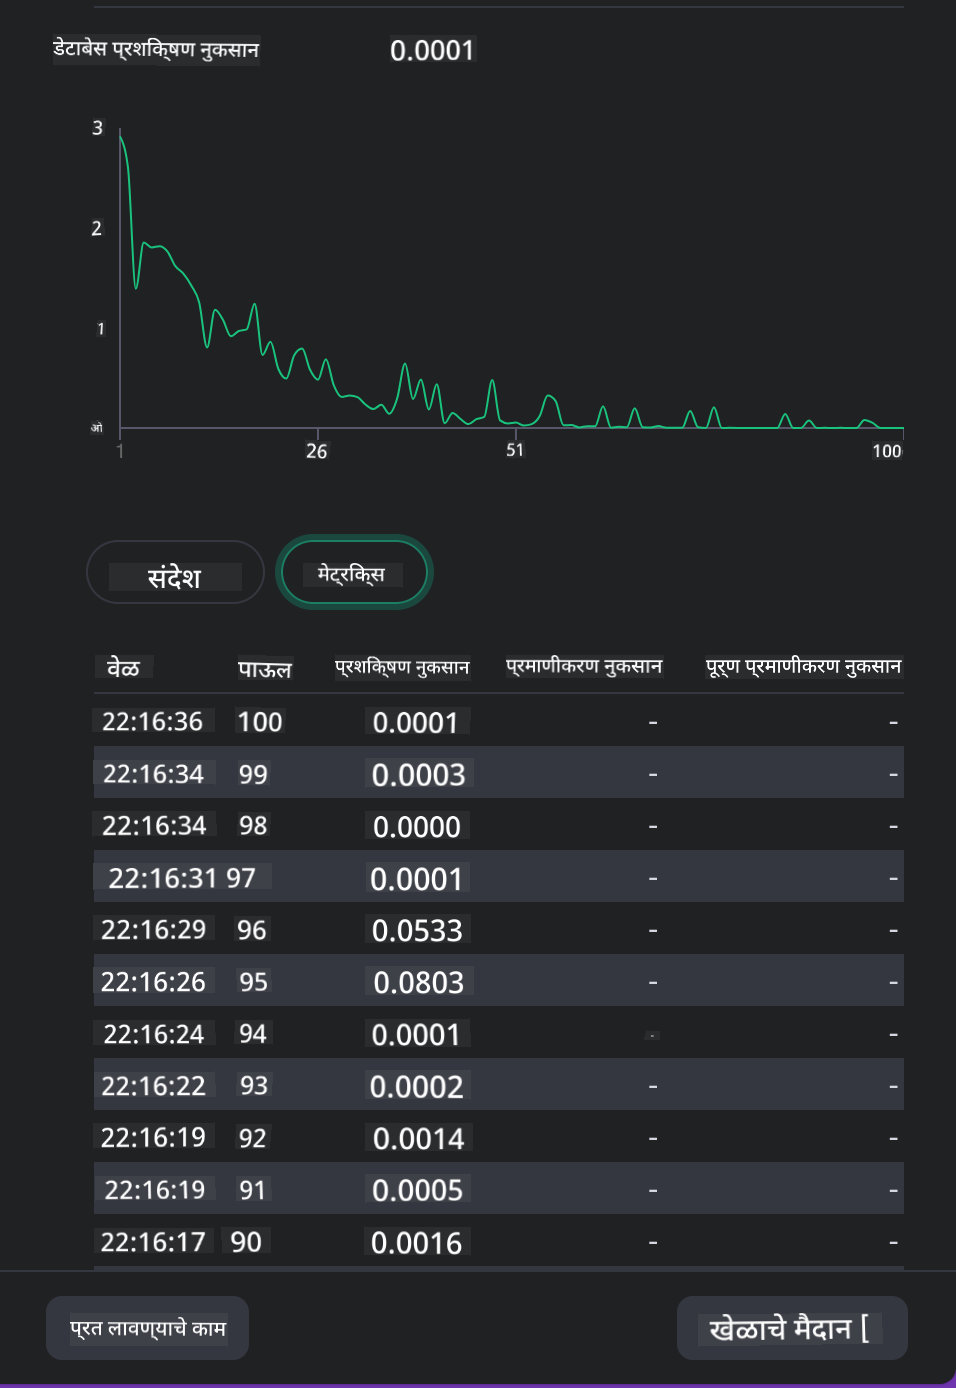 डेटाबेस प्रशिक्षण नुकसान 0.0001
3
2
1
ओ
1 26 51 100
संदेश मेट्रिक्स
वेळ पाऊल प्रशिक्षण नुकसान प्रमाणीकरण नुकसान पूर्ण प्रमाणीकरण नुकसान
22:16:36 100 0.0001 - -
22:16:34 99 0.0003 - -
22:16:34 98 0.0000 - -
22:16:31 97 0.0001 - -
22:16:29 96 0.0533 - -
22:16:26 95 0.0803 - -
22:16:24 94 0.0001 - -
22:16:22 93 0.0002 - -
22:16:19 92 0.0014 - -
22:16:19 91 0.0005 - -
22:16:17 90 0.0016 - -
प्रत लावण्याचे काम खेळाचे मैदान [